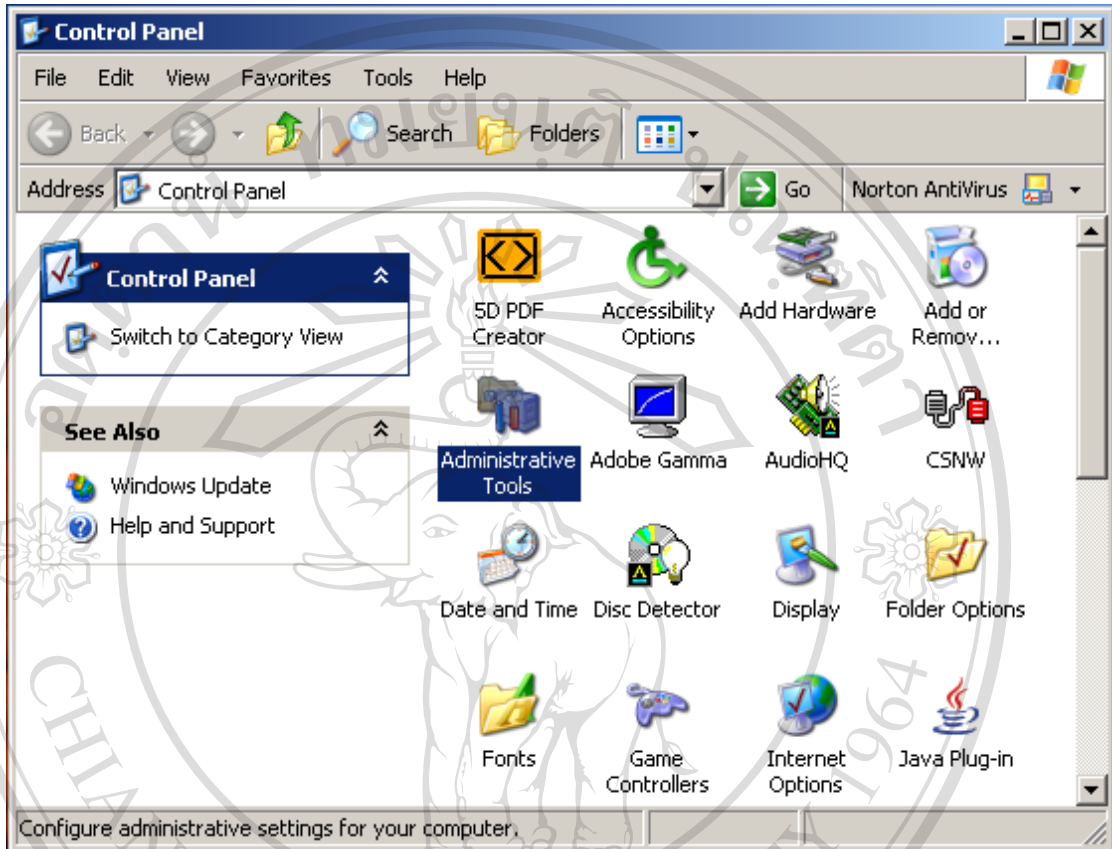 Control Panel
File Edit View Favorites Tools Help
Back Search Folders
Address Control Panel Go Norton AntiVirus
Control Panel
Switch to Category View
See Also
Windows Update
Help and Support
5D PDF
Creator
Accessibility
Options
Add Hardware
Add or
Remov...
Administrative
Tools
Adobe Gamma
AudioHQ
CSNW
Date and Time
Disc Detector
Display
Folder Options
Fonts
Game
Controllers
Internet
Options
Java Plug-in
Configure administrative settings for your computer.
CHIA
1964